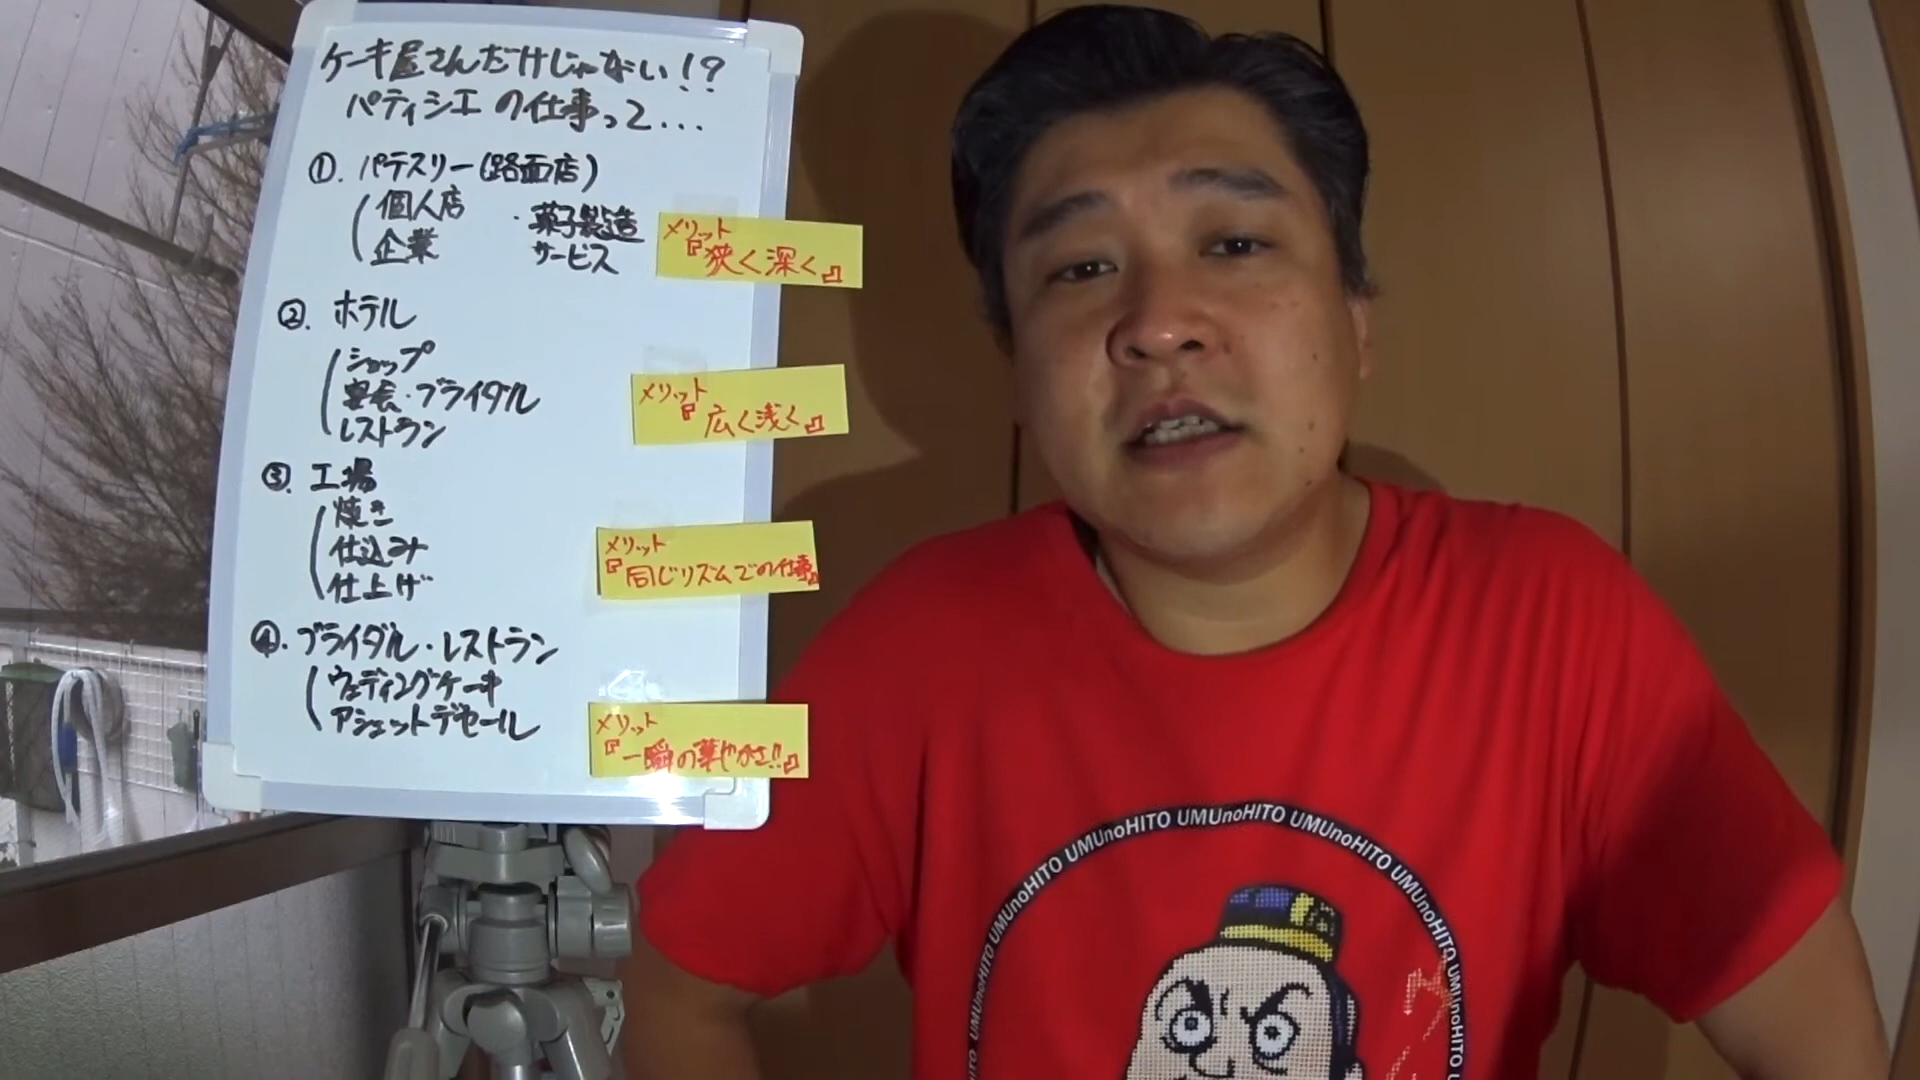 ケーキ屋さんだけじゃない!?
パティシエの仕事って...
①. パテスリー(路面店)
個人店
企業
・菓子製造
サービス
メリット
『狭く深く』
②. ホテル
ショップ
宴会・ブライダル
レストラン
メリット
『広く浅く』
③. 工場
焼き
仕込み
仕上げ
メリット
『同じリズムでの仕事』
④. ブライダル・レストラン
ウェディングケーキ
アシェットデセール
メリット
『一瞬の華やかさ!!』
UMUnoHITO UMUnoHITO UMUnoHITO UMUnoHITO UMUnoHITO UMUnoHITO UMUnoHITO